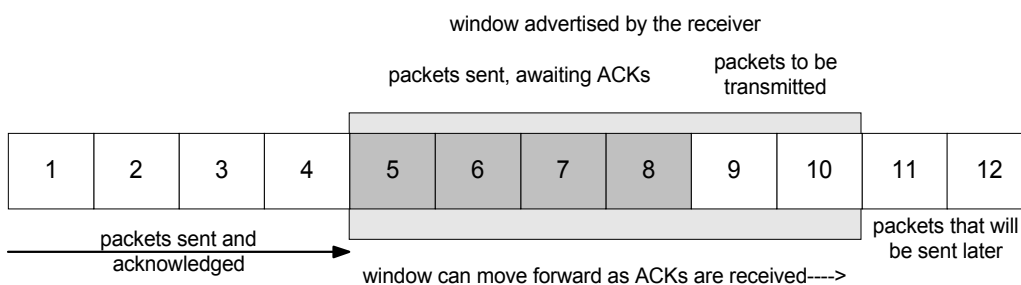 window advertised by the receiver
packets sent, awaiting ACKs
packets to be
transmitted
1 2 3 4 5 6 7 8 9 10 11 12
packets sent and
acknowledged
packets that will
be sent later
window can move forward as ACKs are received---->